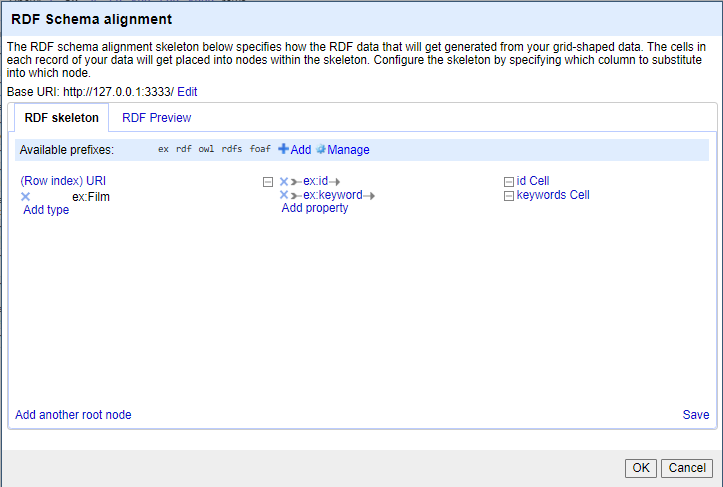 RDF Schema alignment
The RDF schema alignment skeleton below specifies how the RDF data that will get generated from your grid-shaped data. The cells in
each record of your data will get placed into nodes within the skeleton. Configure the skeleton by specifying which column to substitute
into which node.
Base URI: http://127.0.0.1:3333/ Edit
RDF skeleton RDF Preview
Available prefixes: ex rdf owl rdfs foaf Add Manage
(Row index) URI ex:id id Cell
ex:Film ex:keyword keywords Cell
Add type Add property
Add another root node Save
OK Cancel